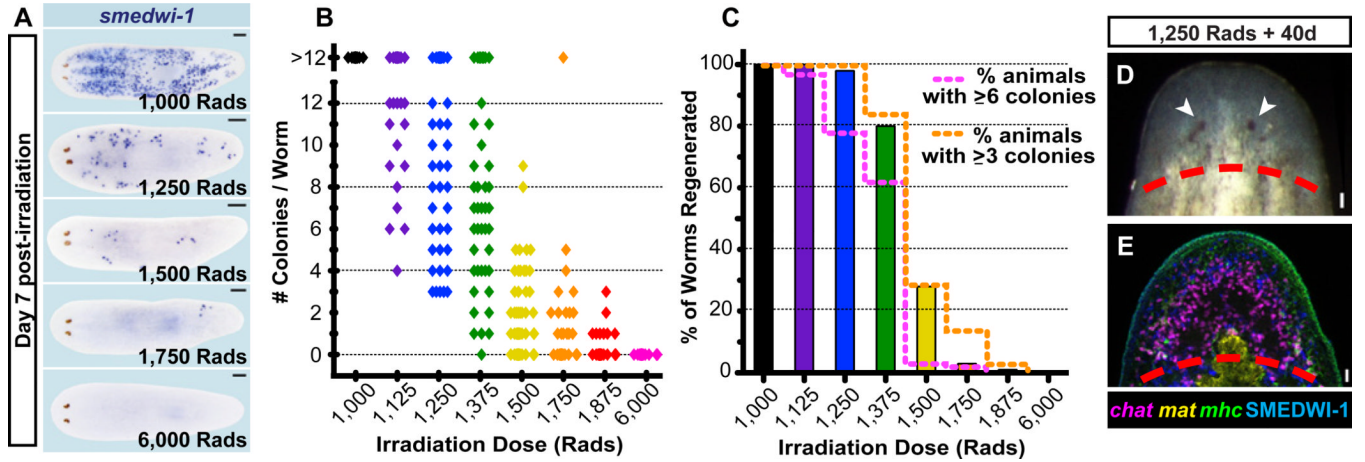 A
smedwi-1
Day 7 post-irradiation
1,000 Rads
1,250 Rads
1,500 Rads
1,750 Rads
6,000 Rads
B
# Colonies / Worm
>12
12
10
8
6
4
2
0
1,000
1,125
1,250
1,375
1,500
1,750
1,875
6,000
Irradiation Dose (Rads)
C
% of Worms Regenerated
100
80
60
40
20
0
% animals
with ≥6 colonies
% animals
with ≥3 colonies
1,000
1,125
1,250
1,375
1,500
1,750
1,875
6,000
Irradiation Dose (Rads)
1,250 Rads + 40d
D
E
chat mat mhc SMEDWI-1